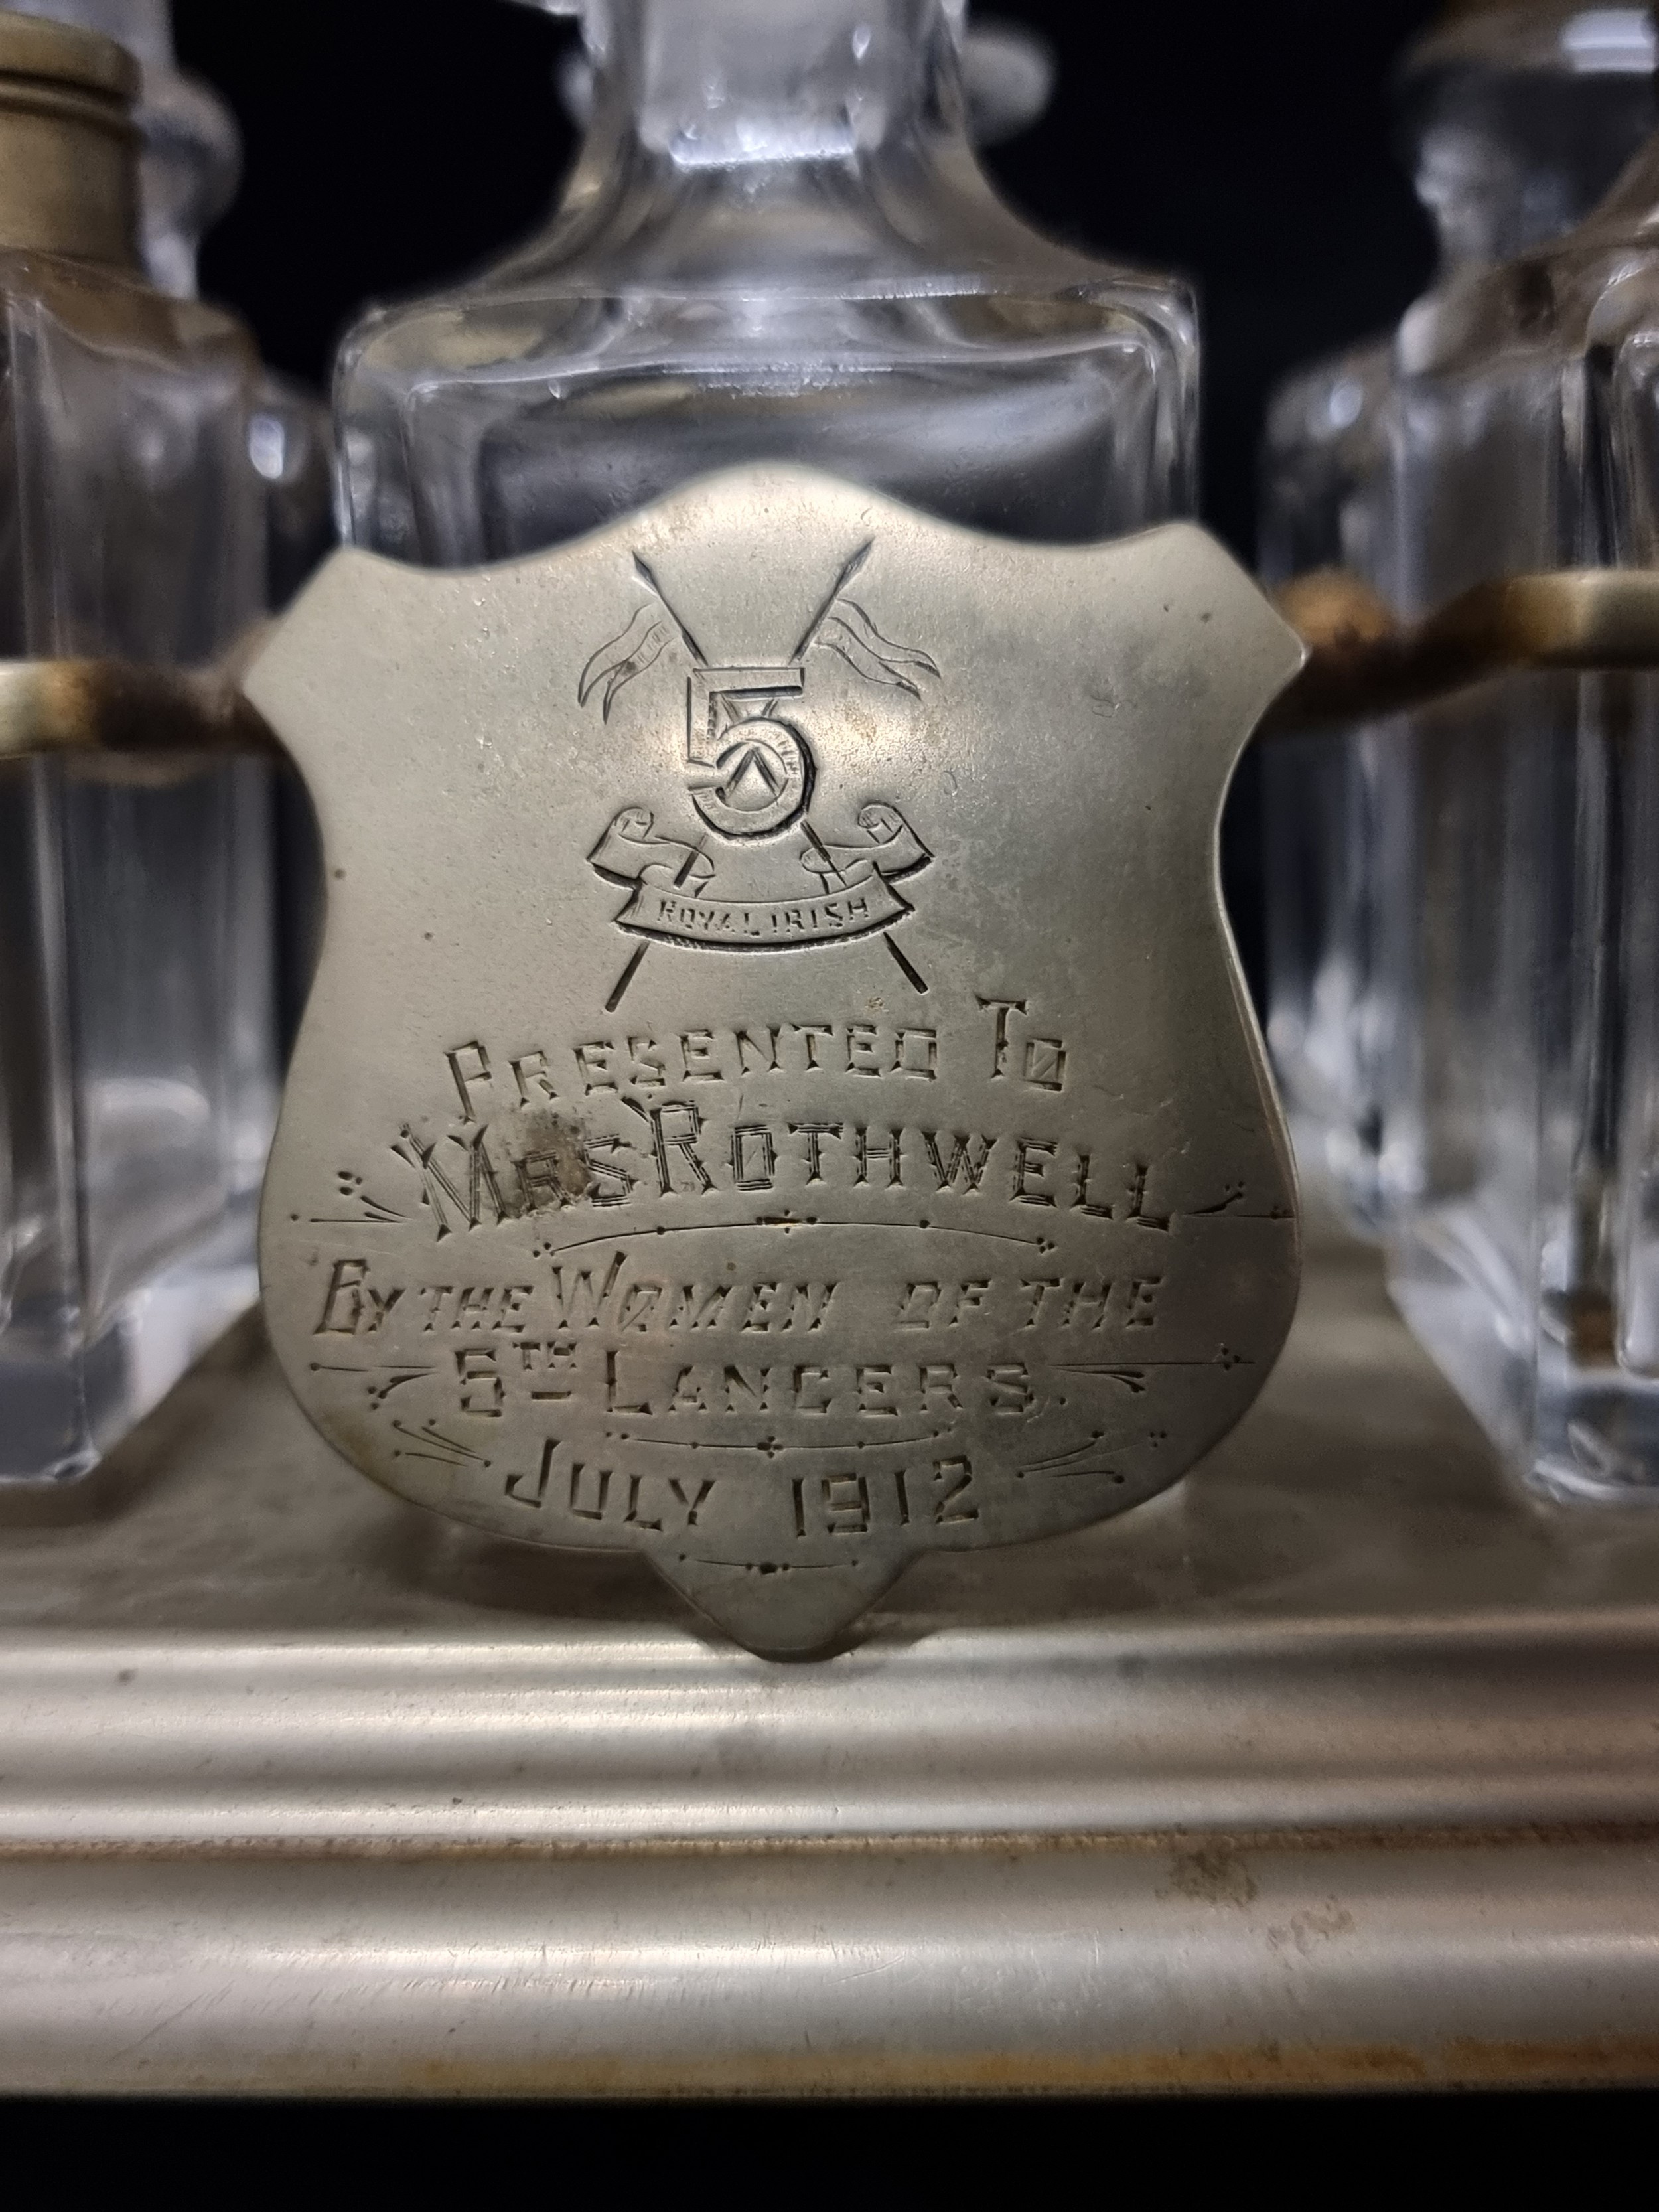 5
ROYAL IRISH
PRESENTED TO
MRS ROTHWELL
BY THE WOMEN OF THE
5TH LANCERS.
JULY 1912